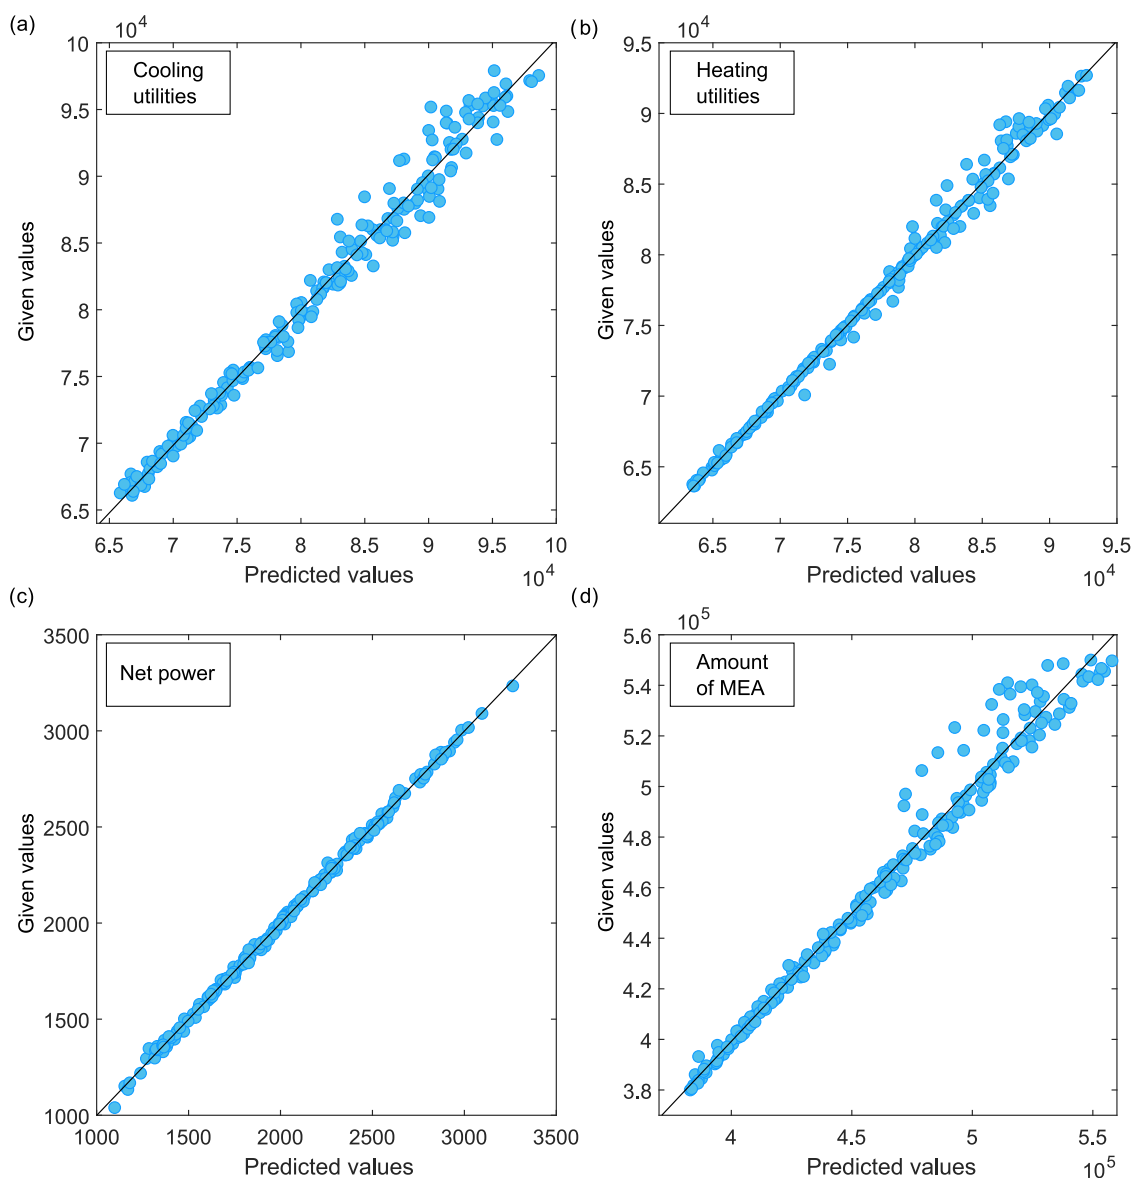 (a)
10^4
Cooling
utilities
10
9.5
9
8.5
8
7.5
7
6.5
Given values
6.5 7 7.5 8 8.5 9 9.5 10
Predicted values
10^4
(b)
10^4
Heating
utilities
9.5
9
8.5
8
7.5
7
6.5
Given values
6.5 7 7.5 8 8.5 9 9.5
Predicted values
10^4
(c)
Net power
3500
3000
2500
2000
1500
1000
Given values
1000 1500 2000 2500 3000 3500
Predicted values
(d)
10^5
Amount
of MEA
5.6
5.4
5.2
5
4.8
4.6
4.4
4.2
4
3.8
Given values
4 4.5 5 5.5
Predicted values
10^5